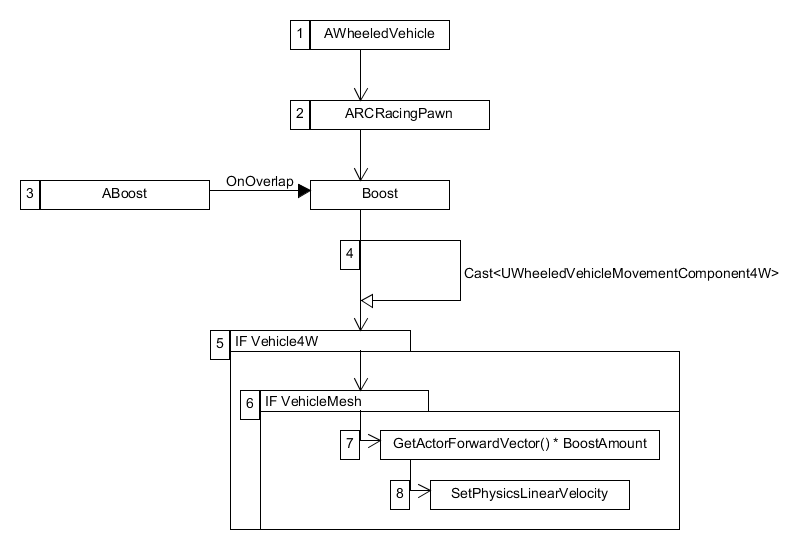 1 AWheeledVehicle
2 ARCRacingPawn
3 ABoost OnOverlap Boost
4
Cast<UWheeledVehicleMovementComponent4W>
5 IF Vehicle4W
6 IF VehicleMesh
7 GetActorForwardVector() * BoostAmount
8 SetPhysicsLinearVelocity